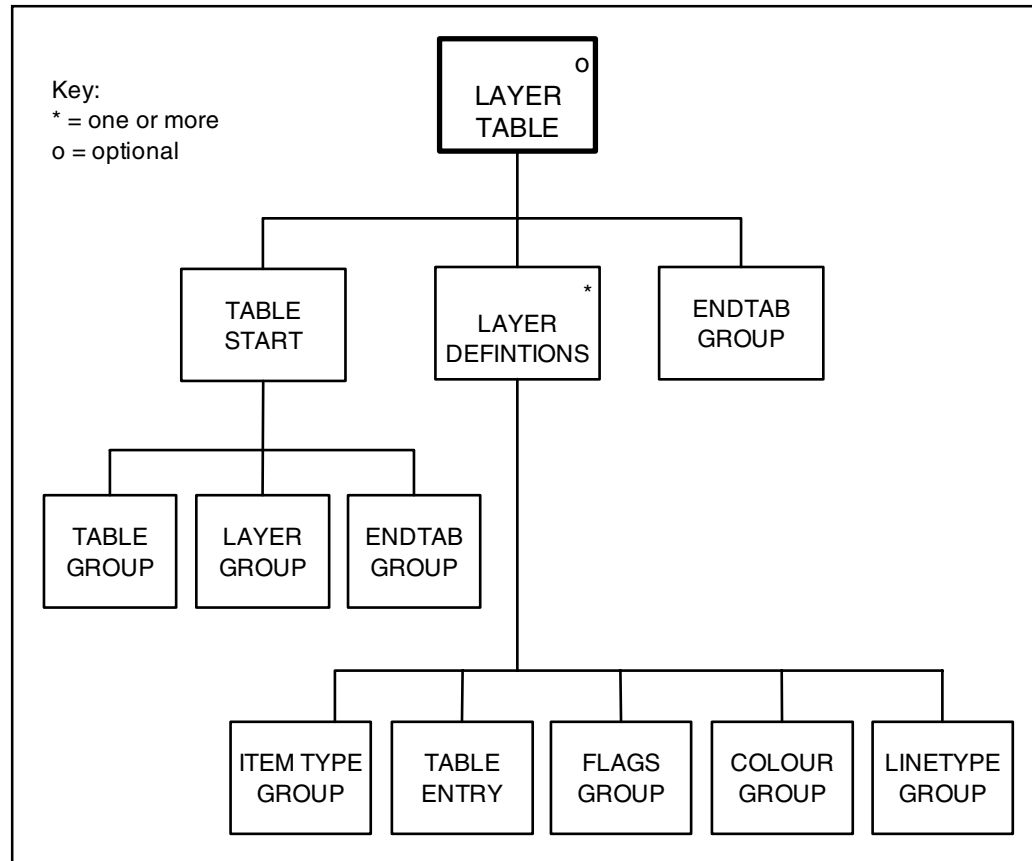 Key:
* = one or more
o = optional
o
LAYER
TABLE
TABLE
START
*
LAYER
DEFINTIONS
ENDTAB
GROUP
TABLE
GROUP
LAYER
GROUP
ENDTAB
GROUP
ITEM TYPE
GROUP
TABLE
ENTRY
FLAGS
GROUP
COLOUR
GROUP
LINETYPE
GROUP